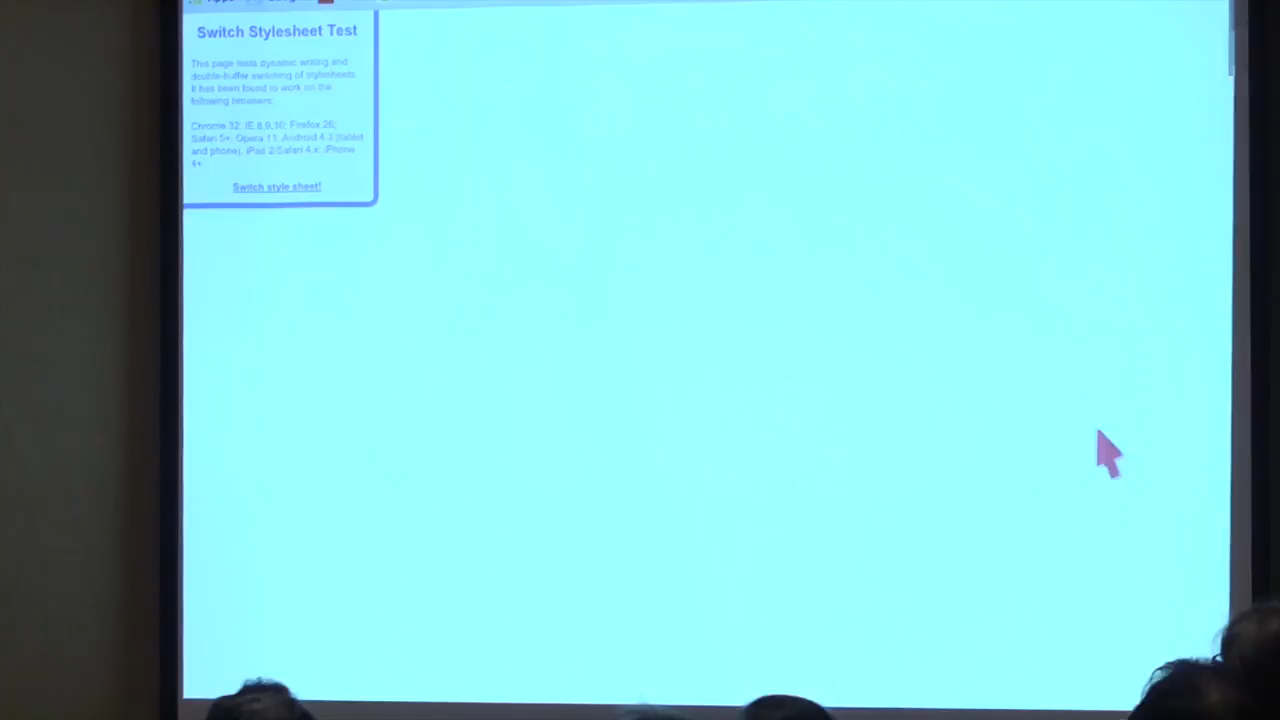 Apps
Switch Stylesheet Test
This page tests dynamic writing and
double-buffer switching of stylesheets.
It has been found to work on the
following browsers:
Chrome 32; IE 8,9,10; Firefox 26;
Safari 5+; Opera 11, Android 4.3 (tablet
and phone), iPad 2/Safari 4.x; iPhone
4+
Switch style sheet!